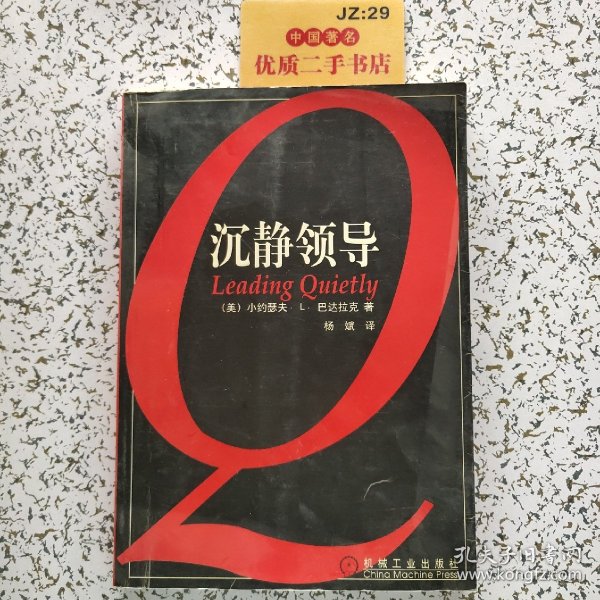 JZ:29
中国著名
优质二手书店
Q
沉静领导
Leading Quietly
（美）小约瑟夫·L·巴达拉克 著
杨 斌 译
机械工业出版社
China Machine Press
孔夫子旧书网
www.kongfz.com